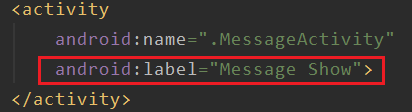 <activity
android:name=".MessageActivity"
android:label="Message Show">
</activity>